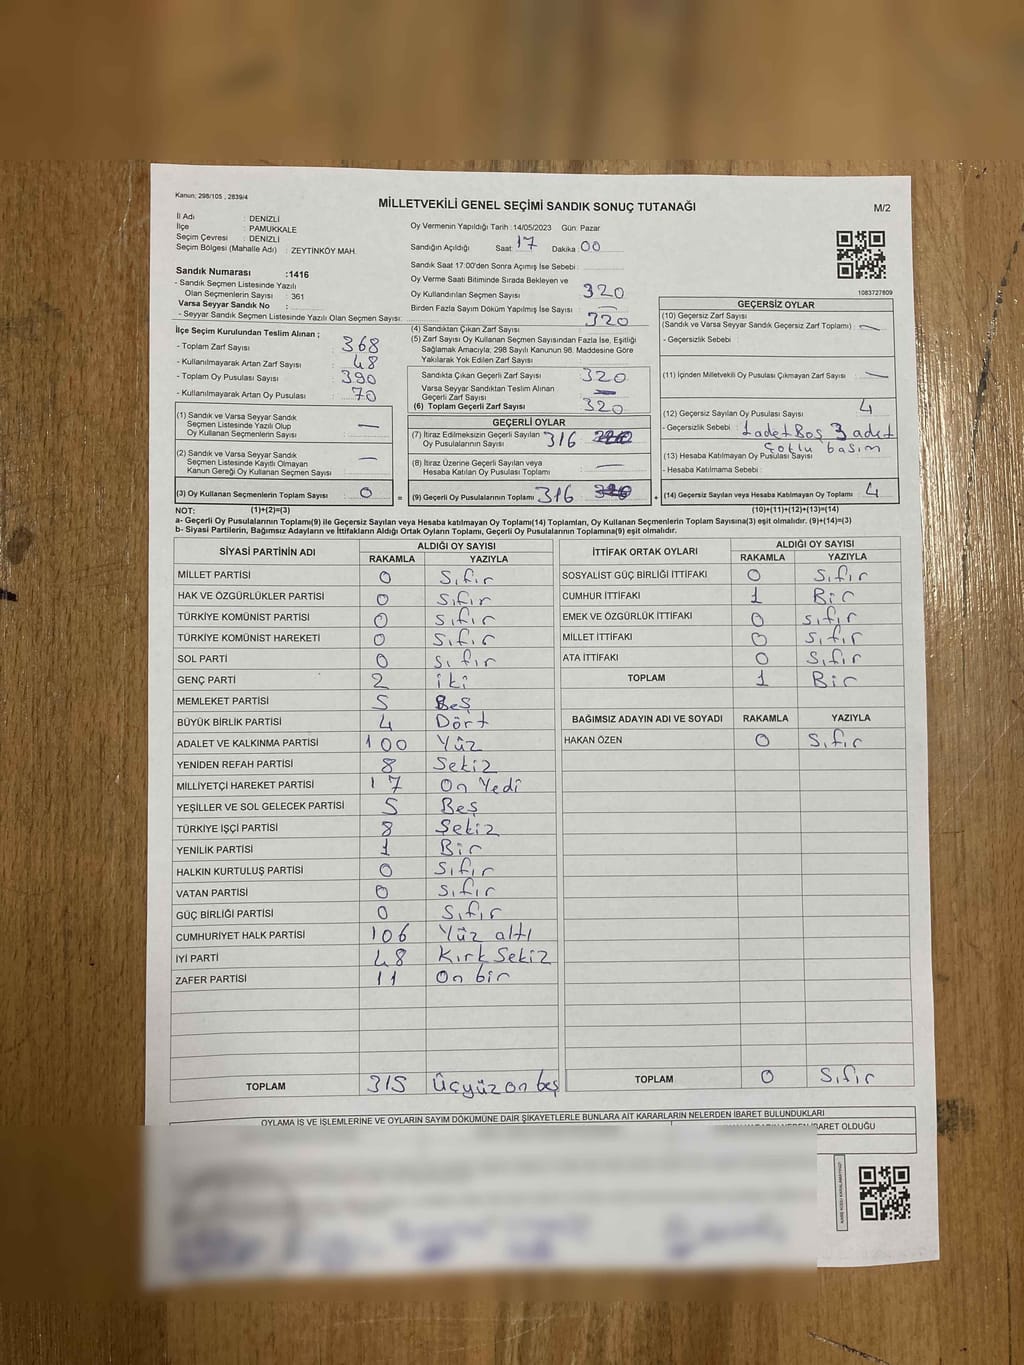 Kanun: 298/105 , 2839/4
MİLLETVEKİLİ GENEL SEÇİMİ SANDIK SONUÇ TUTANAĞI
M/2
İl Adı : DENİZLİ
İlçe : PAMUKKALE
Seçim Çevresi : DENİZLİ
Seçim Bölgesi (Mahalle Adı) : ZEYTİNKÖY MAH.
Sandık Numarası :1416
- Sandık Seçmen Listesinde Yazılı
Olan Seçmenlerin Sayısı : 361
Varsa Seyyar Sandık No :
- Seyyar Sandık Seçmen Listesinde Yazılı Olan Seçmen Sayısı:
İlçe Seçim Kurulundan Teslim Alınan ;
- Toplam Zarf Sayısı 368
- Kullanılmayarak Artan Zarf Sayısı 48
- Toplam Oy Pusulası Sayısı 390
- Kullanılmayarak Artan Oy Pusulası 70
(1) Sandık ve Varsa Seyyar Sandık
Seçmen Listesinde Yazılı Olup
Oy Kullanan Seçmenlerin Sayısı —
(2) Sandık ve Varsa Seyyar Sandık
Seçmen Listesinde Kayıtlı Olmayan
Kanun Gereği Oy Kullanan Seçmen Sayısı —
(3) Oy Kullanan Seçmenlerin Toplam Sayısı 0 =
Oy Vermenin Yapıldığı Tarih : 14/05/2023 Gün: Pazar
Sandığın Açıldığı Saat : 17 Dakika : 00
Sandık Saat 17:00'den Sonra Açımış İse Sebebi :
Oy Verme Saati Bitiminde Sırada Bekleyen ve
Oy Kullandırılan Seçmen Sayısı 320
Birden Fazla Sayım Döküm Yapılmış İse Sayısı : —
(4) Sandıktan Çıkan Zarf Sayısı 320
(5) Zarf Sayısı Oy Kullanan Seçmen Sayısından Fazla İse, Eşitliği
Sağlamak Amacıyla; 298 Sayılı Kanunun 98. Maddesine Göre
Yakılarak Yok Edilen Zarf Sayısı
Sandıkta Çıkan Geçerli Zarf Sayısı 320
Varsa Seyyar Sandıktan Teslim Alınan
Geçerli Zarf Sayısı —
(6) Toplam Geçerli Zarf Sayısı 320
GEÇERLİ OYLAR
(7) İtiraz Edilmeksizin Geçerli Sayılan
Oy Pusulalarının Sayısı 316
(8) İtiraz Üzerine Geçerli Sayılan veya
Hesaba Katılan Oy Pusulası Toplamı —
(9) Geçerli Oy Pusulalarının Toplamı 316 +
1083727809
GEÇERSİZ OYLAR
(10) Geçersiz Zarf Sayısı
(Sandık ve Varsa Seyyar Sandık Geçersiz Zarf Toplamı) : —
- Geçersizlik Sebebi :
(11) İçinden Milletvekili Oy Pusulası Çıkmayan Zarf Sayısı : —
(12) Geçersiz Sayılan Oy Pusulası Sayısı 4
- Geçersizlik Sebebi : 1 adet Boş 3 adet
çoklu basım
(13) Hesaba Katılmayan Oy Pusulası Sayısı
- Hesaba Katılmama Sebebi :
(14) Geçersiz Sayılan veya Hesaba Katılmayan Oy Toplamı 4
NOT: (1)+(2)=(3) (10)+(11)+(12)+(13)=(14)
a- Geçerli Oy Pusulalarının Toplamı(9) ile Geçersiz Sayılan veya Hesaba katılmayan Oy Toplamı(14) Toplamları, Oy Kullanan Seçmenlerin Toplam Sayısına(3) eşit olmalıdır. (9)+(14)=(3)
b- Siyasi Partilerin, Bağımsız Adayların ve İttifakların Aldığı Ortak Oyların Toplamı, Geçerli Oy Pusulalarının Toplamına(9) eşit olmalıdır.
SİYASİ PARTİNİN ADI ALDIĞI OY SAYISI
RAKAMLA YAZIYLA
MİLLET PARTİSİ 0 Sıfır
HAK VE ÖZGÜRLÜKLER PARTİSİ 0 sıfır
TÜRKİYE KOMÜNİST PARTİSİ 0 sıfır
TÜRKİYE KOMÜNİST HAREKETİ 0 sıfır
SOL PARTİ 0 sıfır
GENÇ PARTİ 2 iki
MEMLEKET PARTİSİ 5 Beş
BÜYÜK BİRLİK PARTİSİ 4 Dört
ADALET VE KALKINMA PARTİSİ 100 Yüz
YENİDEN REFAH PARTİSİ 8 Sekiz
MİLLİYETÇİ HAREKET PARTİSİ 17 On Yedi
YEŞİLLER VE SOL GELECEK PARTİSİ 5 Beş
TÜRKİYE İŞÇİ PARTİSİ 8 Sekiz
YENİLİK PARTİSİ 1 Bir
HALKIN KURTULUŞ PARTİSİ 0 Sıfır
VATAN PARTİSİ 0 sıfır
GÜÇ BİRLİĞİ PARTİSİ 0 Sıfır
CUMHURİYET HALK PARTİSİ 106 Yüz altı
İYİ PARTİ 48 Kırk Sekiz
ZAFER PARTİSİ 11 On bir
TOPLAM 315 Üçyüz on beş
İTTİFAK ORTAK OYLARI ALDIĞI OY SAYISI
RAKAMLA YAZIYLA
SOSYALİST GÜÇ BİRLİĞİ İTTİFAKI 0 Sıfır
CUMHUR İTTİFAKI 1 Bir
EMEK VE ÖZGÜRLÜK İTTİFAKI 0 sıfır
MİLLET İTTİFAKI 0 sıfır
ATA İTTİFAKI 0 Sıfır
TOPLAM 1 Bir
BAĞIMSIZ ADAYIN ADI VE SOYADI RAKAMLA YAZIYLA
HAKAN ÖZEN 0 Sıfır
TOPLAM 0 Sıfır
OYLAMA İŞ VE İŞLEMLERİNE VE OYLARIN SAYIM DÖKÜMÜNE DAİR ŞİKAYETLERLE BUNLARA AİT KARARLARIN NELERDEN İBARET BULUNDUKLARI
İBARET OLDUĞU